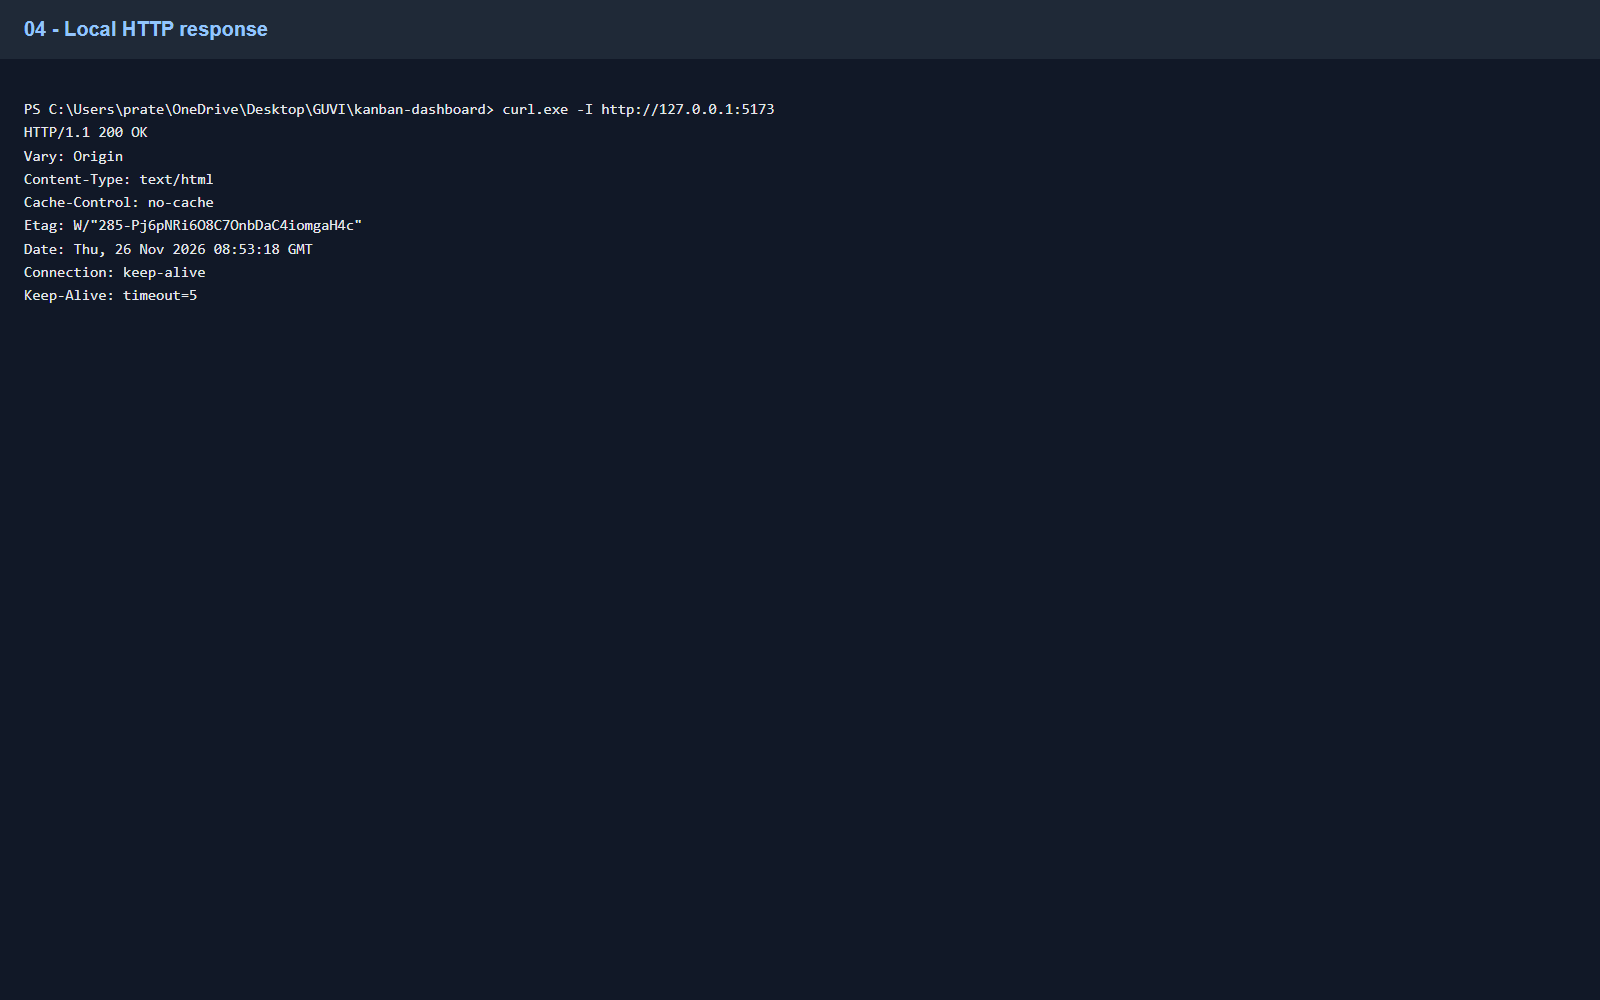 04 - Local HTTP response
PS C:\Users\prate\OneDrive\Desktop\GUVI\kanban-dashboard> curl.exe -I http://127.0.0.1:5173
HTTP/1.1 200 OK
Vary: Origin
Content-Type: text/html
Cache-Control: no-cache
Etag: W/"285-Pj6pNRi6O8C7OnbDaC4iomgaH4c"
Date: Thu, 26 Nov 2026 08:53:18 GMT
Connection: keep-alive
Keep-Alive: timeout=5